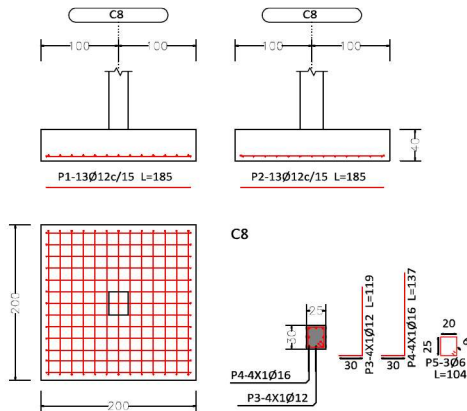 C8
C8
100
100
100
100
40
P1-13Ø12c/15 L=185
P2-13Ø12c/15 L=185
C8
200
200
25
30
P4-4X1Ø16
P3-4X1Ø12
30
P3-4X1Ø12 L=119
30
P4-4X1Ø16 L=137
20
25
6
P5-3Ø6
L=104